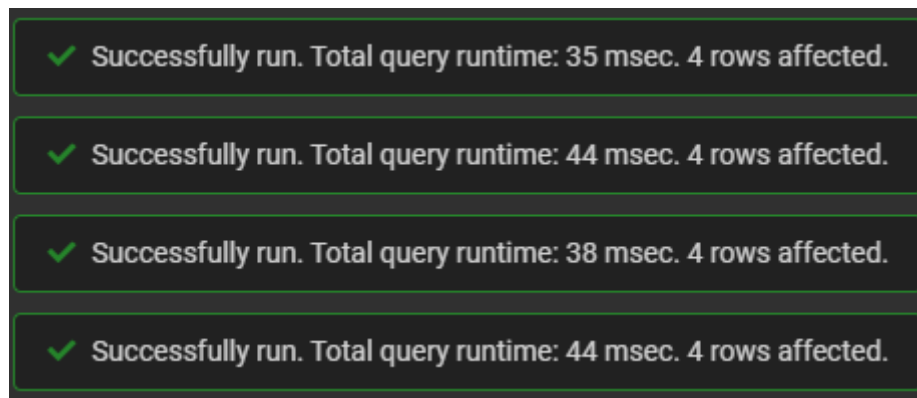 Successfully run. Total query runtime: 35 msec. 4 rows affected.
Successfully run. Total query runtime: 44 msec. 4 rows affected.
Successfully run. Total query runtime: 38 msec. 4 rows affected.
Successfully run. Total query runtime: 44 msec. 4 rows affected.